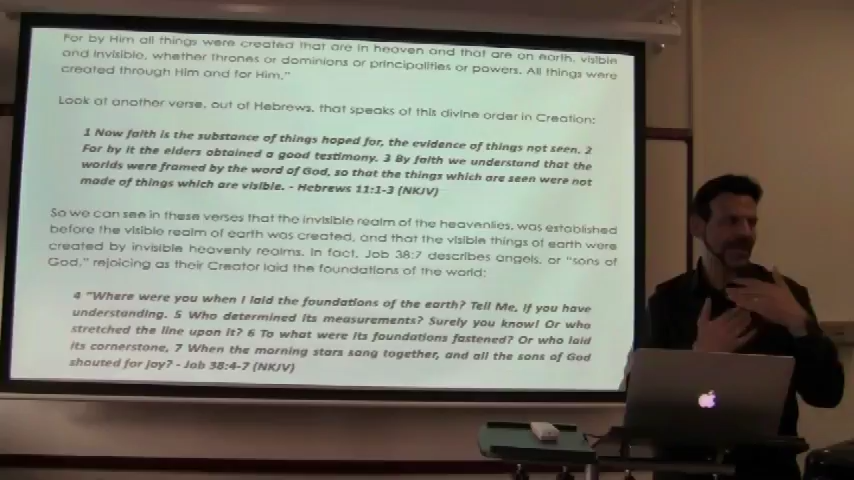 For by Him all things were created that are in heaven and that are on earth, visible
and invisible, whether thrones or dominions or principalities or powers. All things were
created through Him and for Him."
Look at another verse, out of Hebrews, that speaks of this divine order in Creation:
1 Now faith is the substance of things hoped for, the evidence of things not seen. 2
For by it the elders obtained a good testimony. 3 By faith we understand that the
worlds were framed by the word of God, so that the things which are seen were not
made of things which are visible. - Hebrews 11:1-3 (NKJV)
So we can see in these verses that the invisible realm of the heavenlies, was established
before the visible realm of earth was created, and that the visible things of earth were
created by invisible heavenly realms. In fact, Job 38:7 describes angels, or "sons of
God," rejoicing as their Creator laid the foundations of the world:
4 "Where were you when I laid the foundations of the earth? Tell Me, if you have
understanding. 5 Who determined its measurements? Surely you know! Or who
stretched the line upon it? 6 To what were its foundations fastened? Or who laid
its cornerstone, 7 When the morning stars sang together, and all the sons of God
shouted for joy? - Job 38:4-7 (NKJV)